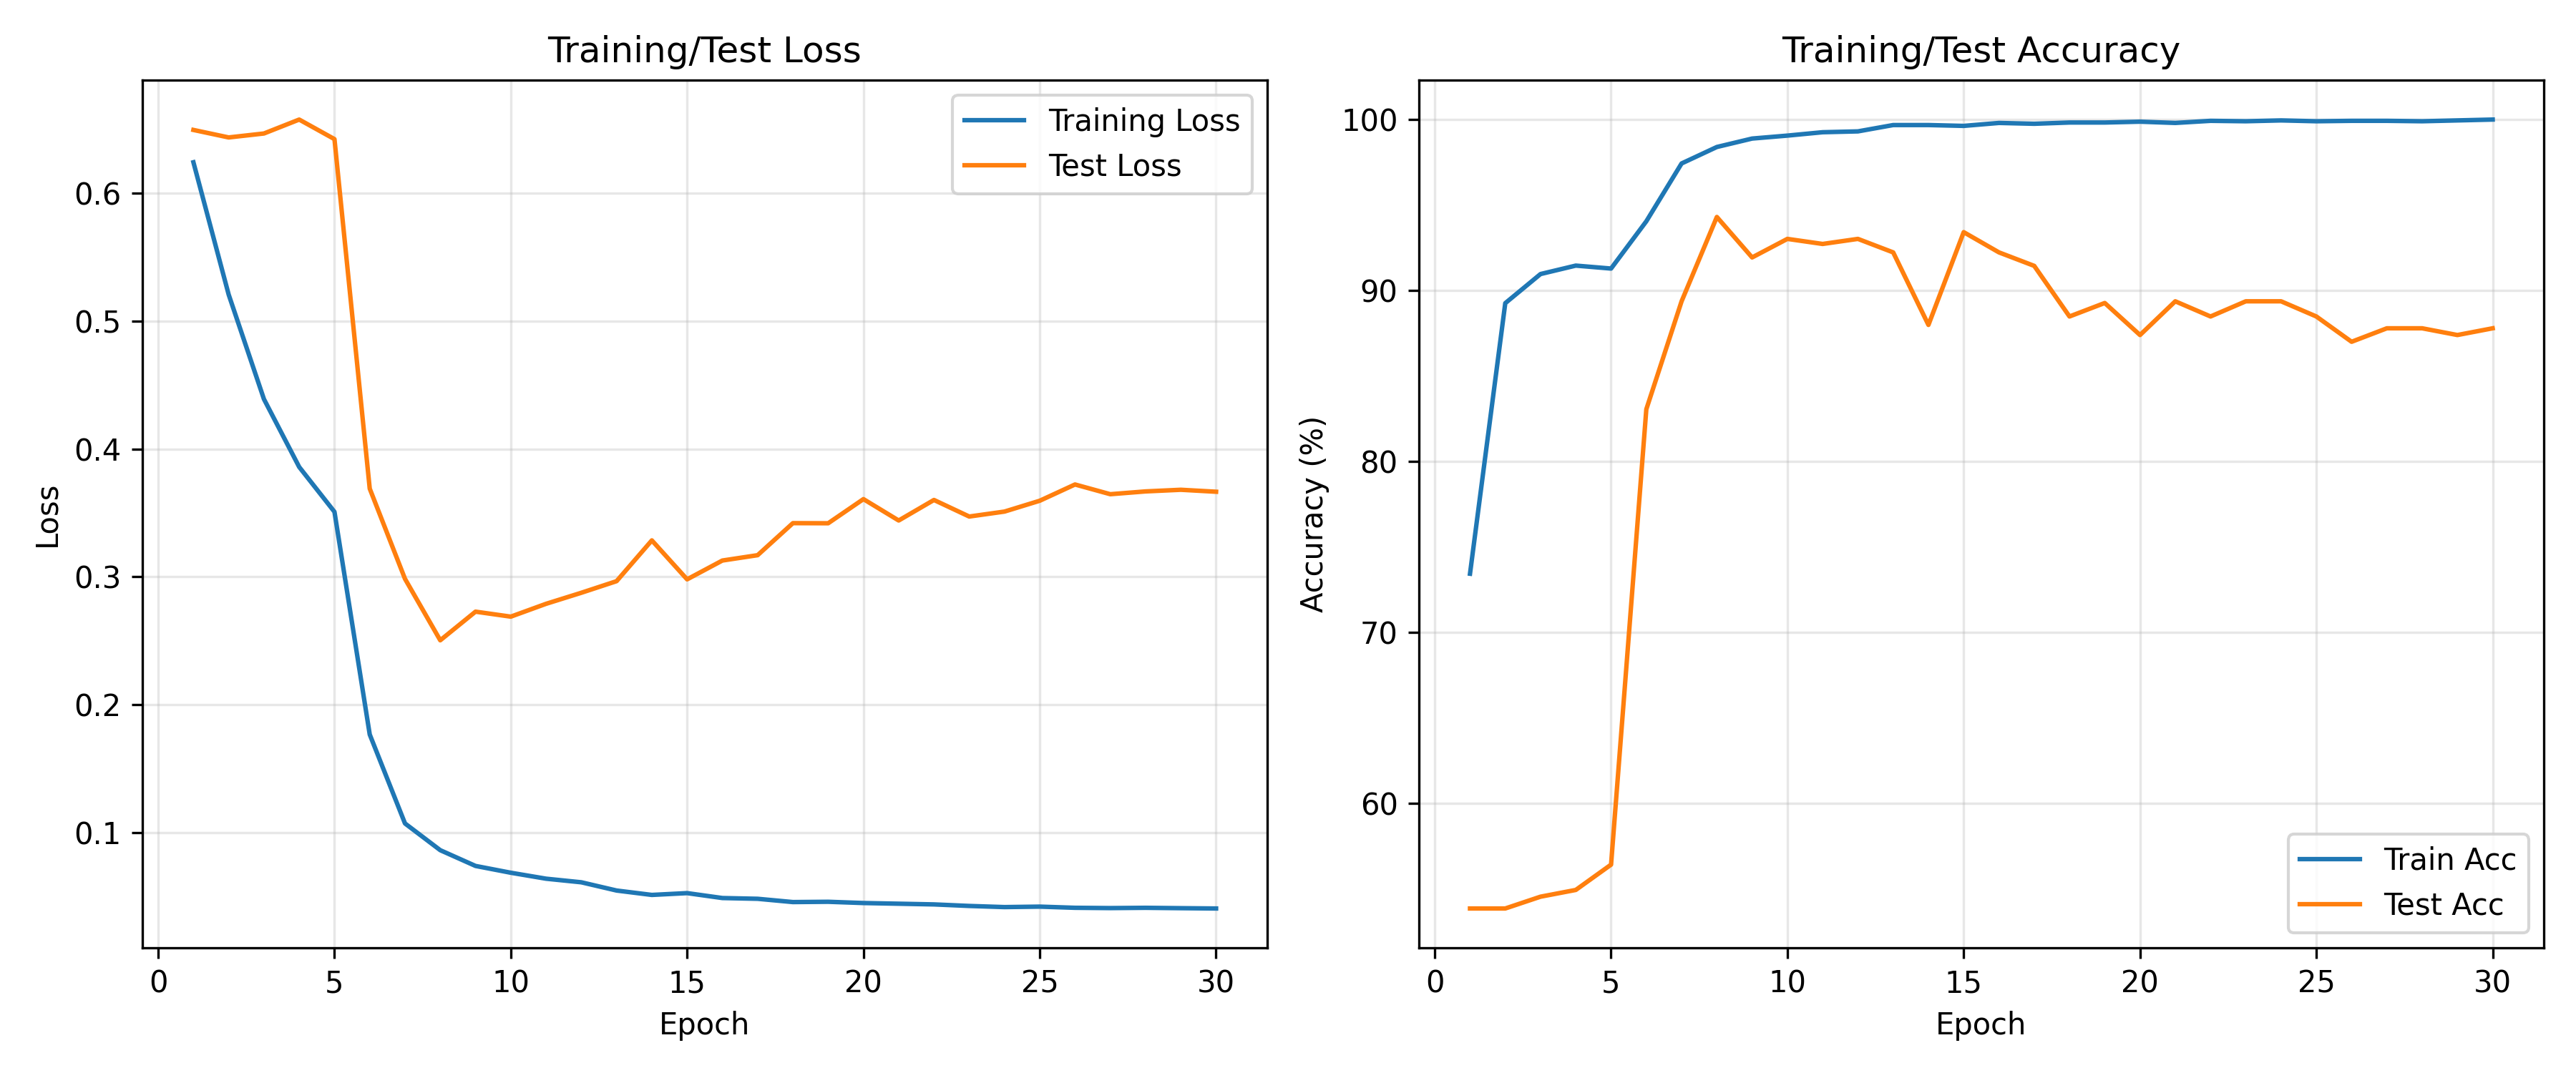 Training/Test Loss
Training Loss
Test Loss
Loss
0.6
0.5
0.4
0.3
0.2
0.1
0 5 10 15 20 25 30
Epoch
Training/Test Accuracy
Accuracy (%)
100
90
80
70
60
Train Acc
Test Acc
0 5 10 15 20 25 30
Epoch